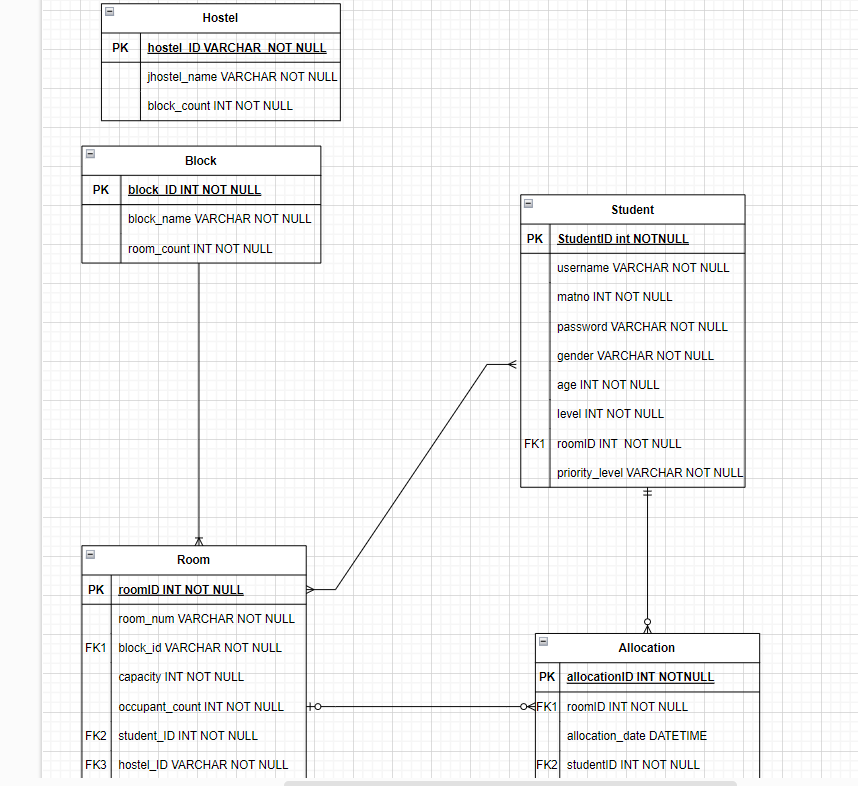 Hostel
PK hostel_ID VARCHAR NOT NULL
jhostel_name VARCHAR NOT NULL
block_count INT NOT NULL
Block
PK block_ID INT NOT NULL
block_name VARCHAR NOT NULL
room_count INT NOT NULL
Student
PK StudentID int NOTNULL
username VARCHAR NOT NULL
matno INT NOT NULL
password VARCHAR NOT NULL
gender VARCHAR NOT NULL
age INT NOT NULL
level INT NOT NULL
FK1 roomID INT NOT NULL
priority_level VARCHAR NOT NULL
Room
PK roomID INT NOT NULL
room_num VARCHAR NOT NULL
FK1 block_id VARCHAR NOT NULL
capacity INT NOT NULL
occupant_count INT NOT NULL
FK2 student_ID INT NOT NULL
FK3 hostel_ID VARCHAR NOT NULL
Allocation
PK allocationID INT NOTNULL
FK1 roomID INT NOT NULL
allocation_date DATETIME
FK2 studentID INT NOT NULL